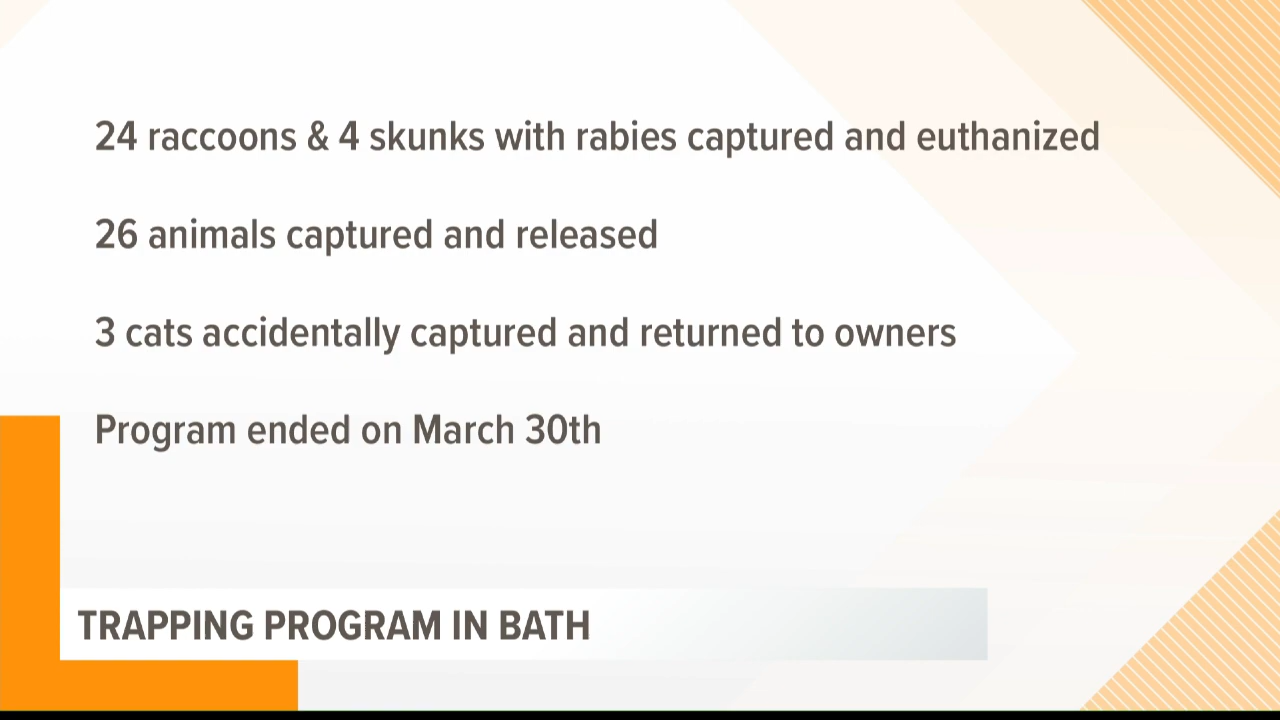 24 raccoons & 4 skunks with rabies captured and euthanized
26 animals captured and released
3 cats accidentally captured and returned to owners
Program ended on March 30th
TRAPPING PROGRAM IN BATH